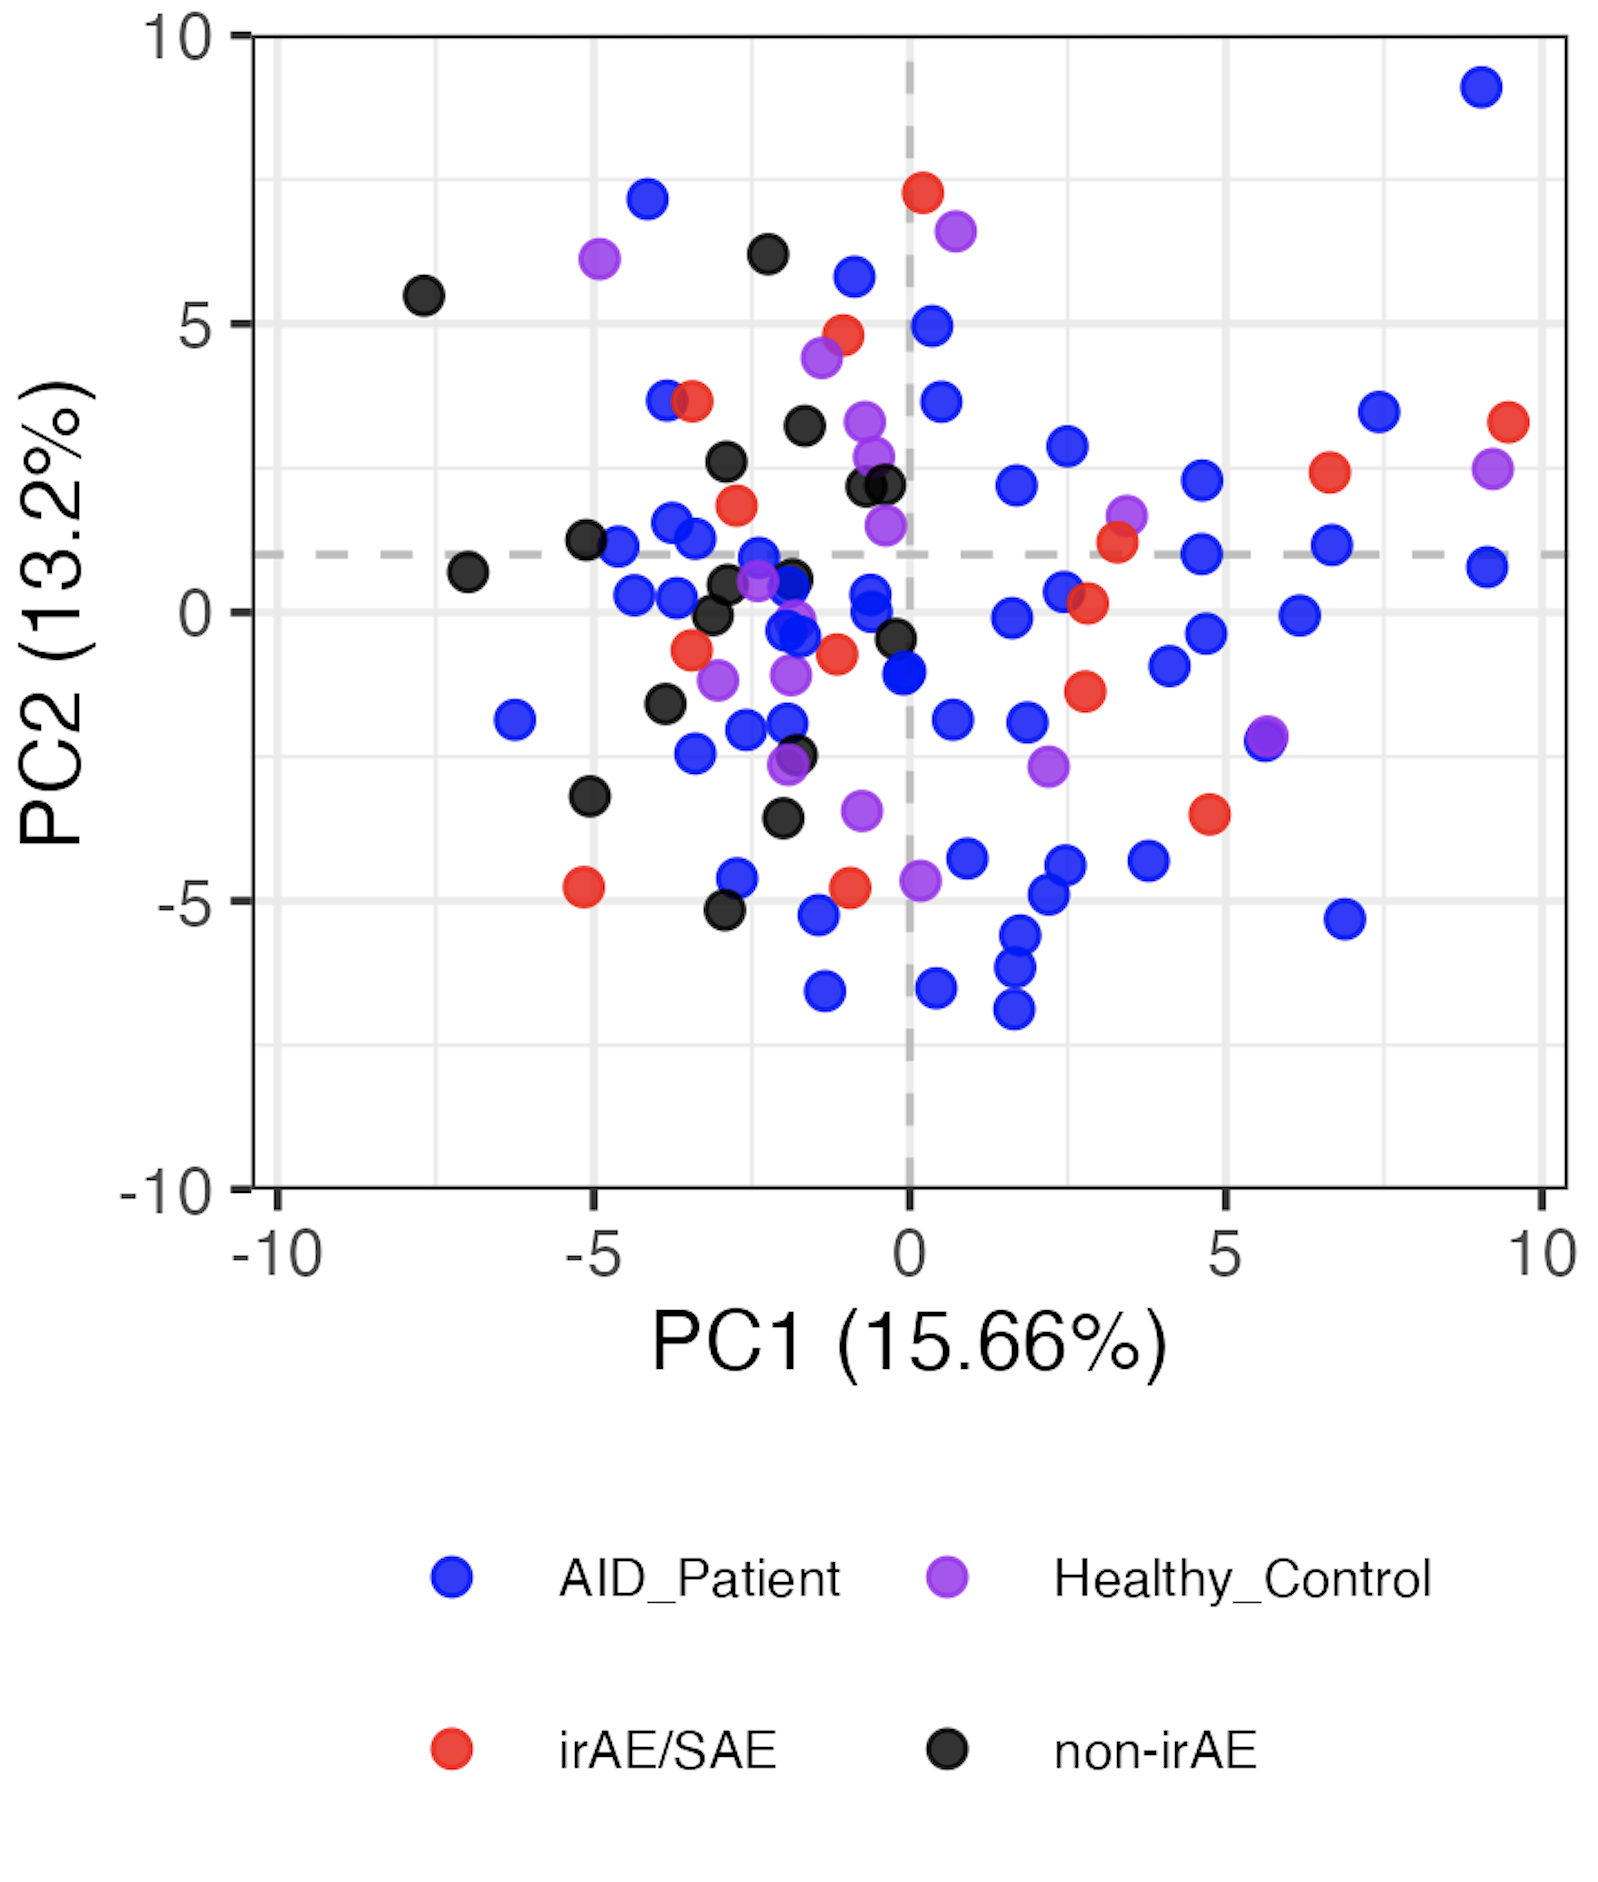 10
5
0
-5
-10
PC2 (13.2%)
-10 -5 0 5 10
PC1 (15.66%)
AID_Patient Healthy_Control
irAE/SAE non-irAE